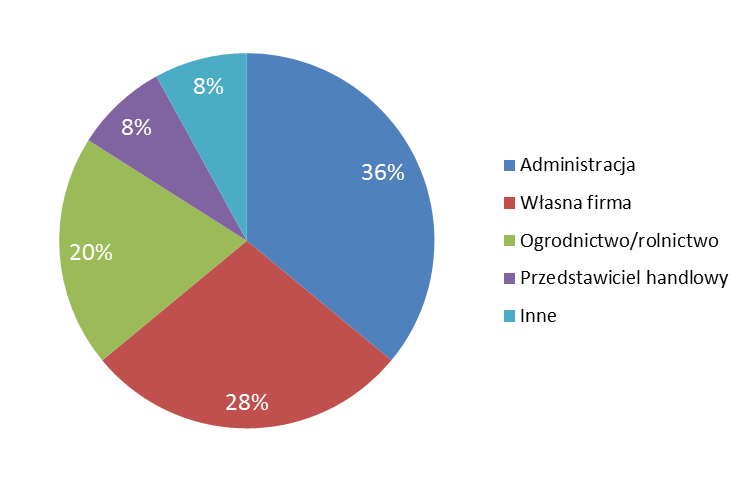 8%
8%
36%
20%
28%
Administracja
Własna firma
Ogrodnictwo/rolnictwo
Przedstawiciel handlowy
Inne